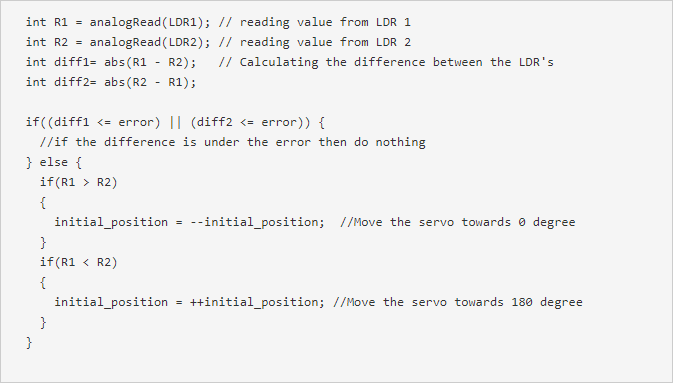 int R1 = analogRead(LDR1); // reading value from LDR 1
int R2 = analogRead(LDR2); // reading value from LDR 2
int diff1= abs(R1 - R2);   // Calculating the difference between the LDR's
int diff2= abs(R2 - R1);

if((diff1 <= error) || (diff2 <= error)) {
  //if the difference is under the error then do nothing
} else {
  if(R1 > R2)
  {
    initial_position = --initial_position;  //Move the servo towards 0 degree
  }
  if(R1 < R2)
  {
    initial_position = ++initial_position; //Move the servo towards 180 degree
  }
}